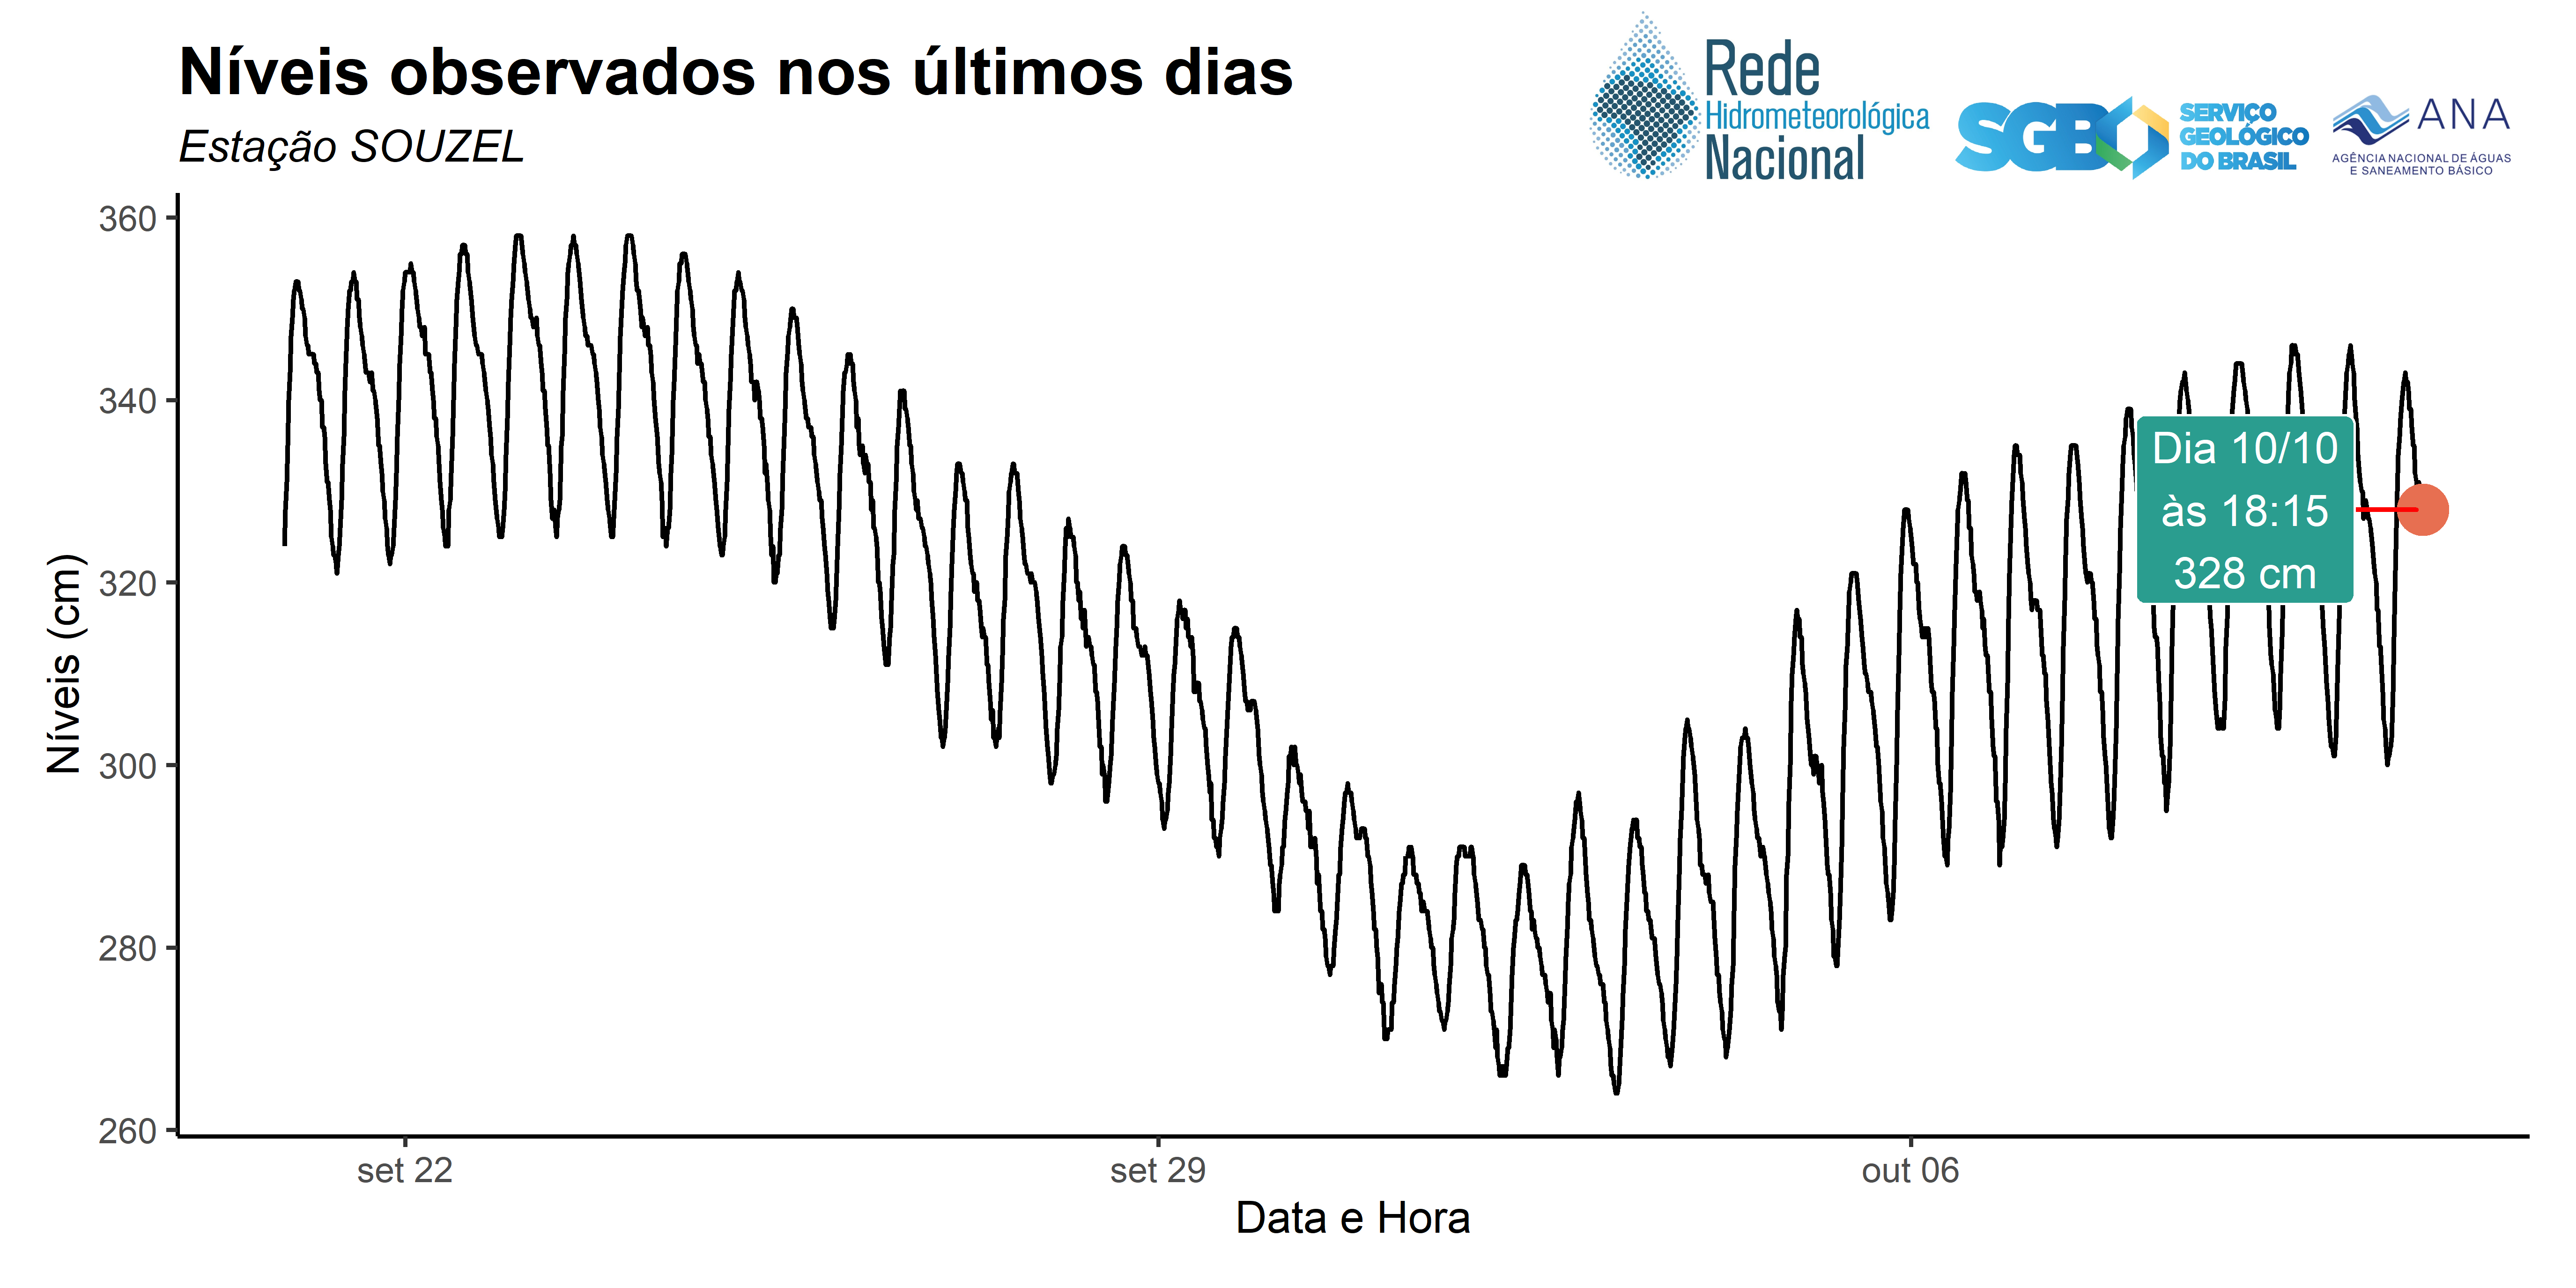 Níveis observados nos últimos dias
Estação SOUZEL
Rede
Hidrometeorológica
Nacional
SGB
SERVIÇO
GEOLÓGICO
DO BRASIL
ANA
AGÊNCIA NACIONAL DE ÁGUAS
E SANEAMENTO BÁSICO
360
340
320
300
280
260
Níveis (cm)
Dia 10/10
às 18:15
328 cm
set 22
set 29
out 06
Data e Hora